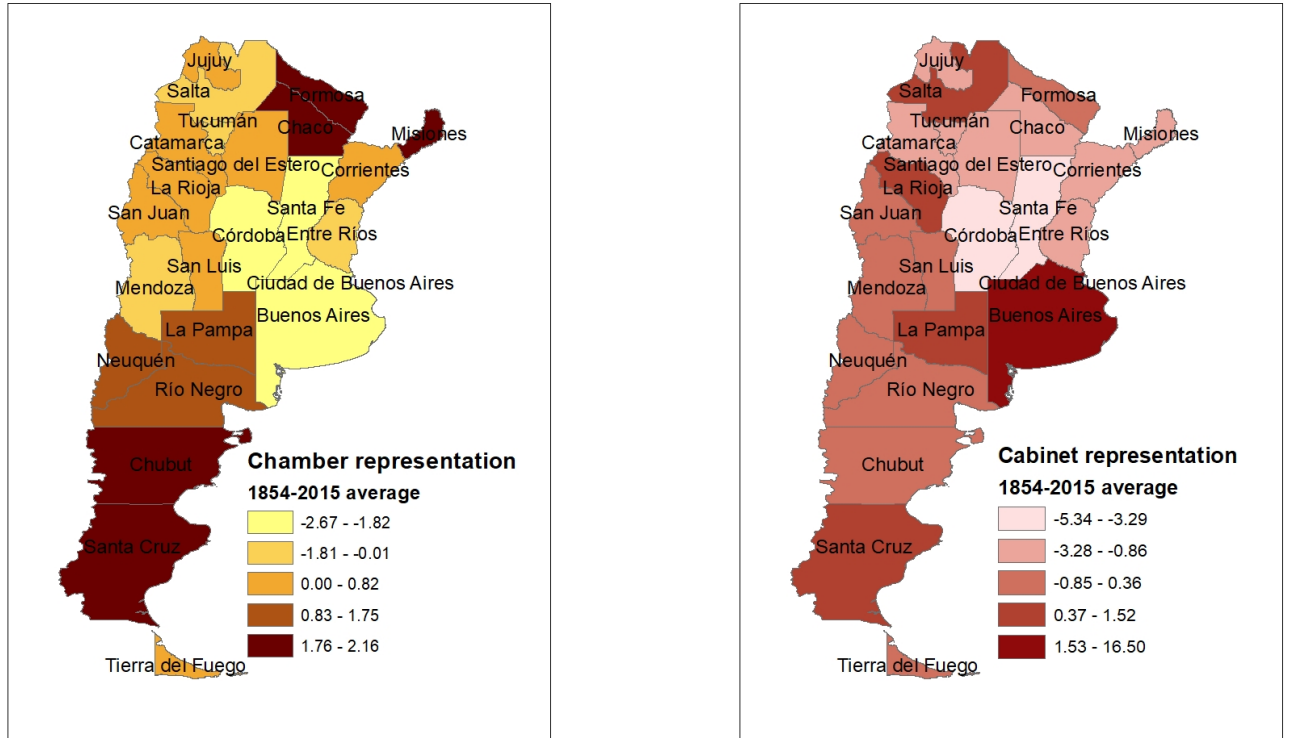 Jujuy
Salta
Formosa
Tucumán
Chaco
Misiones
Catamarca
Santiago del Estero
Corrientes
La Rioja
San Juan
Santa Fe
Córdoba
Entre Ríos
San Luis
Mendoza
Ciudad de Buenos Aires
Buenos Aires
La Pampa
Neuquén
Río Negro
Chubut
Santa Cruz
Tierra del Fuego
Chamber representation
1854-2015 average
-2.67 - -1.82
-1.81 - -0.01
0.00 - 0.82
0.83 - 1.75
1.76 - 2.16
Jujuy
Salta
Formosa
Tucumán
Chaco
Misiones
Catamarca
Santiago del Estero
Corrientes
La Rioja
San Juan
Santa Fe
Córdoba
Entre Ríos
San Luis
Mendoza
Ciudad de Buenos Aires
Buenos Aires
La Pampa
Neuquén
Río Negro
Chubut
Santa Cruz
Tierra del Fuego
Cabinet representation
1854-2015 average
-5.34 - -3.29
-3.28 - -0.86
-0.85 - 0.36
0.37 - 1.52
1.53 - 16.50